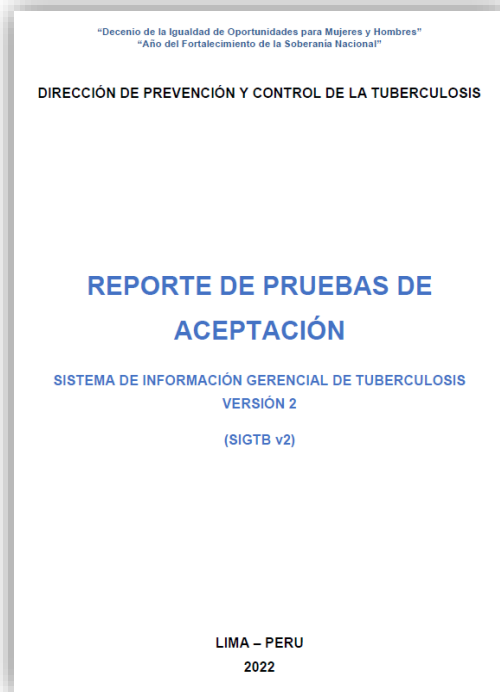 “Decenio de la Igualdad de Oportunidades para Mujeres y Hombres”
“Año del Fortalecimiento de la Soberanía Nacional”
DIRECCIÓN DE PREVENCIÓN Y CONTROL DE LA TUBERCULOSIS
REPORTE DE PRUEBAS DE
ACEPTACIÓN
SISTEMA DE INFORMACIÓN GERENCIAL DE TUBERCULOSIS
VERSIÓN 2
(SIGTB v2)
LIMA – PERU
2022